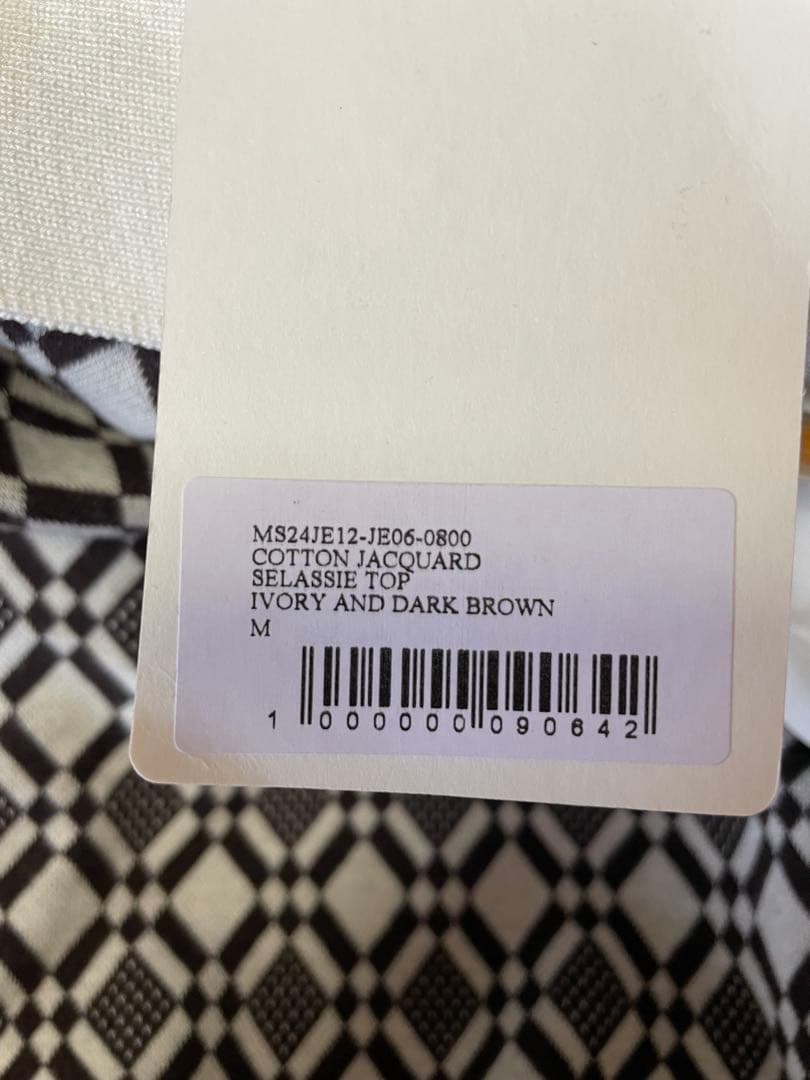 MS24JE12-JE06-0800
COTTON JACQUARD
SELASSIE TOP
IVORY AND DARK BROWN
M
1 000000 090642